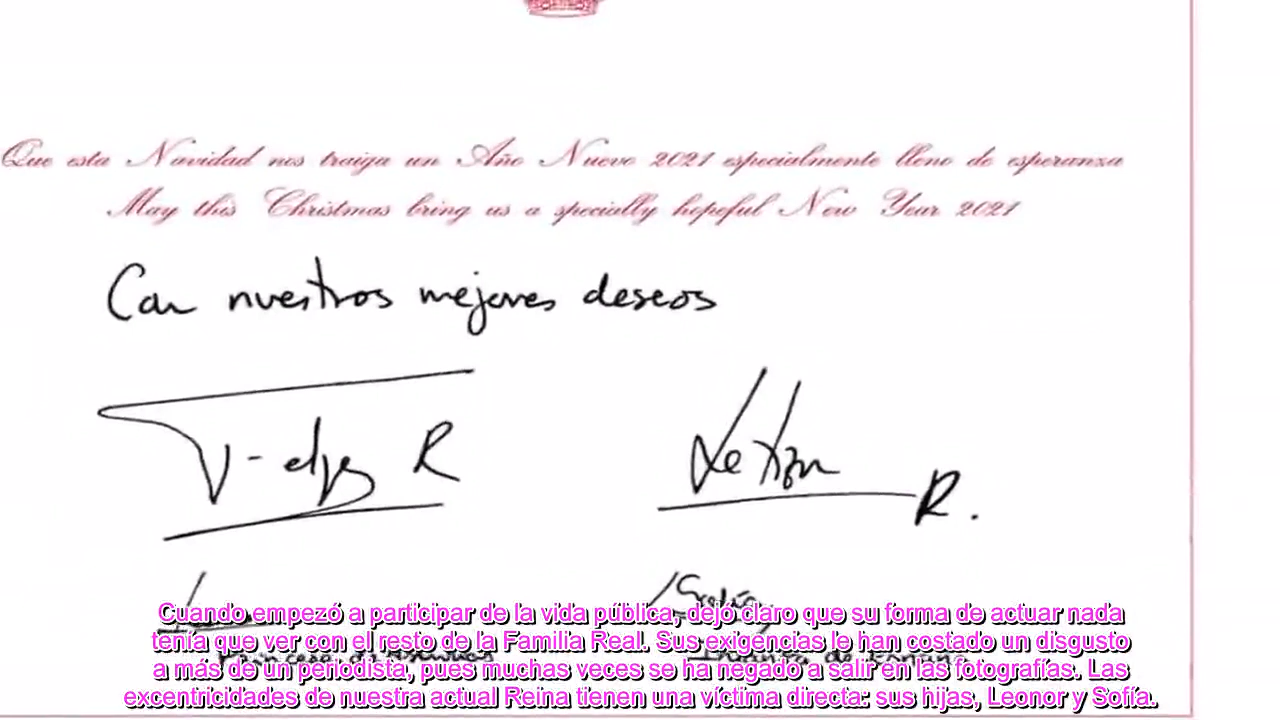 Que esta Navidad nos traiga un Año Nuevo 2021 especialmente lleno de esperanza
May this Christmas bring us a specially hopeful New Year 2021
Con nuestros mejores deseos
Felipe R
Letizia R.
Sofía
Cuando empezó a participar de la vida pública, dejó claro que su forma de actuar nada
tenía que ver con el resto de la Familia Real. Sus exigencias le han costado un disgusto
a más de un periodista, pues muchas veces se ha negado a salir en las fotografías. Las
excentricidades de nuestra actual Reina tienen una víctima directa: sus hijas, Leonor y Sofía.